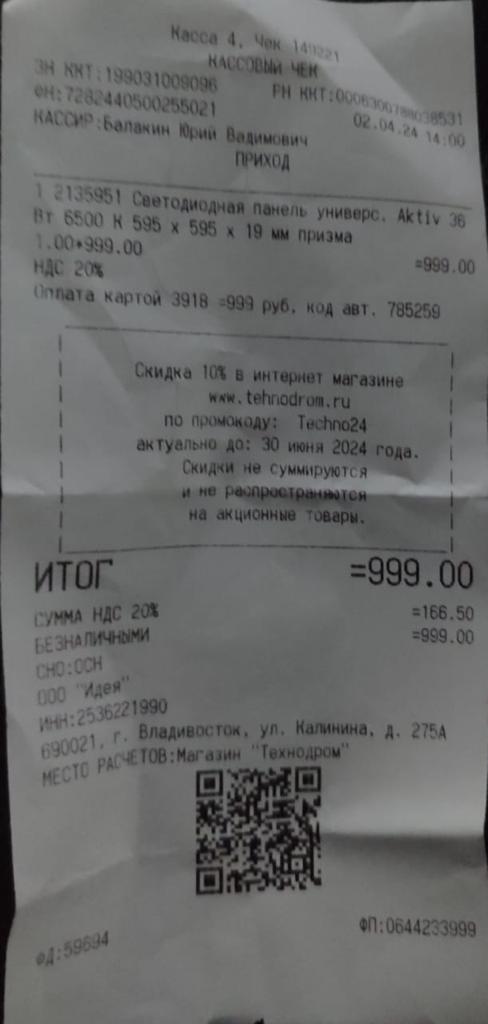 Касса 4, Чек 149221
КАССОВЫЙ ЧЕК
ЗН ККТ:199031009096
РН ККТ:0006300788038531
ФН:7282440500255021
02.04.24 14:00
КАССИР:Балакин Юрий Вадимович
ПРИХОД
1 2135951 Светодиодная панель универс. Aktiv 36
Вт 6500 К 595 x 595 x 19 мм призма
1.00*999.00
=999.00
НДС 20%
Оплата картой 3918 =999 руб, код авт. 785259
Скидка 10% в интернет магазине
www.tehnodrom.ru
по промокоду: Techno24
актуально до: 30 июня 2024 года.
Скидки не суммируются
и не распространяются
на акционные товары.
ИТОГ =999.00
СУММА НДС 20% =166.50
БЕЗНАЛИЧНЫМИ =999.00
СНО:ОСН
ООО "Идея"
ИНН:2536221990
690021, г. Владивосток, ул. Калинина, д. 275А
МЕСТО РАСЧЕТОВ:Магазин "Технодром"
ФД:59694
ФП:0644233999